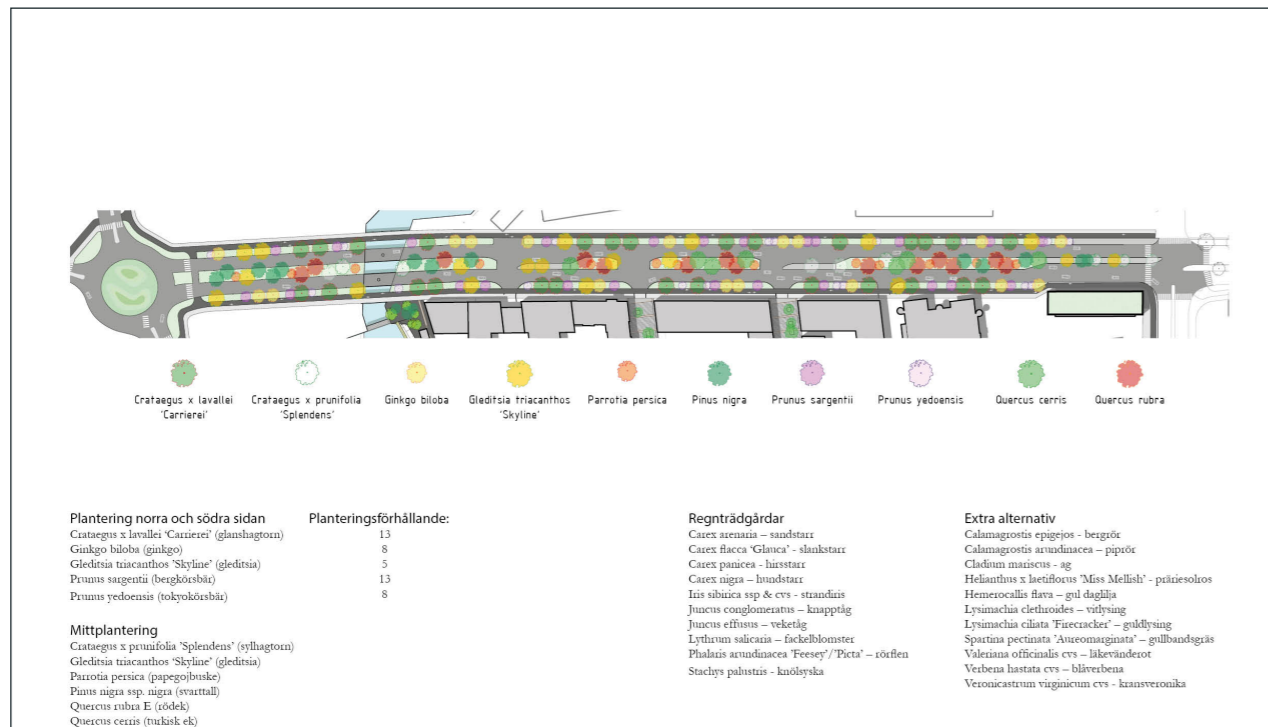 Crataegus x lavallei
'Carrierei'
Crataegus x prunifolia
'Splendens'
Ginkgo biloba
Gleditsia triacanthos
'Skyline'
Parrotia persica
Pinus nigra
Prunus sargentii
Prunus yedoensis
Quercus cerris
Quercus rubra
Plantering norra och södra sidan
Planteringsförhållande:
Crataegus x lavallei 'Carrierei' (glanshagtorn) 13
Ginkgo biloba (ginkgo) 8
Gleditsia triacanthos 'Skyline' (gleditsia) 5
Prunus sargentii (bergkörsbär) 13
Prunus yedoensis (tokyokörsbär) 8
Mittplantering
Crataegus x prunifolia 'Splendens' (sylhagtorn)
Gleditsia triacanthos 'Skyline' (gleditsia)
Parrotia persica (papegojbuske)
Pinus nigra ssp. nigra (svarttall)
Quercus rubra E (rödek)
Quercus cerris (turkisk ek)
Regnträdgårdar
Carex arenaria – sandstarr
Carex flacca 'Glauca' - slankstarr
Carex panicea - hirsstarr
Carex nigra – hundstarr
Iris sibirica ssp & cvs - strandiris
Juncus conglomeratus – knapptåg
Juncus effusus – veketåg
Lythrum salicaria – fackelblomster
Phalaris arundinacea 'Feesey'/'Picta' – rörflen
Stachys palustris - knölsyska
Extra alternativ
Calamagrostis epigejos - bergrör
Calamagrostis arundinacea – piprör
Cladium mariscus - ag
Helianthus x laetiflorus 'Miss Mellish' - präriesolros
Hemerocallis flava – gul daglilja
Lysimachia clethroides – vitlysing
Lysimachia ciliata 'Firecracker' – guldlysing
Spartina pectinata 'Aureomarginata' – gullbandsgräs
Valeriana officinalis cvs – läkevänderot
Verbena hastata cvs – blåverbena
Veronicastrum virginicum cvs - kransveronika